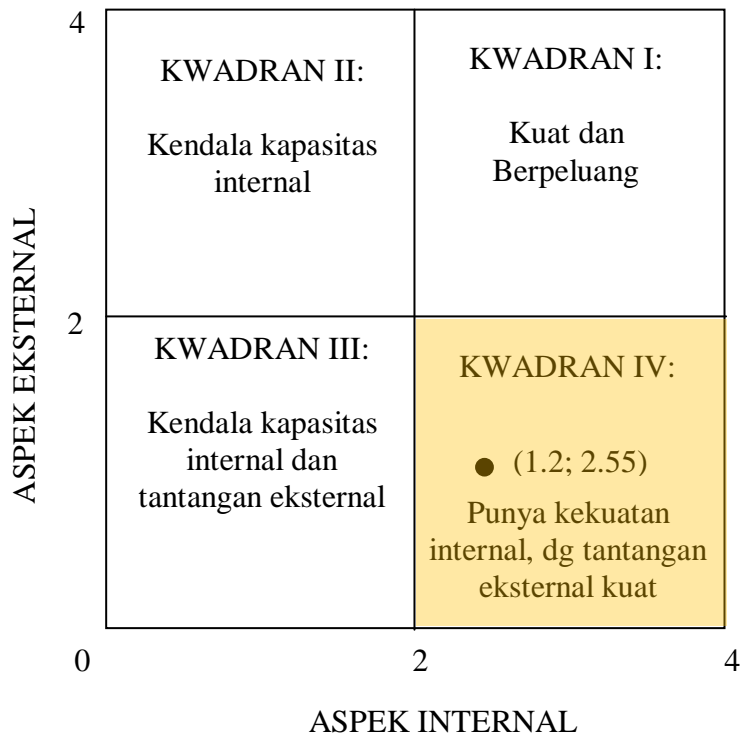 4
KWADRAN II:
Kendala kapasitas
internal
KWADRAN I:
Kuat dan
Berpeluang
ASPEK EKSTERNAL
2
KWADRAN III:
Kendala kapasitas
internal dan
tantangan eksternal
KWADRAN IV:
(1.2; 2.55)
Punya kekuatan
internal, dg tantangan
eksternal kuat
0
2
4
ASPEK INTERNAL